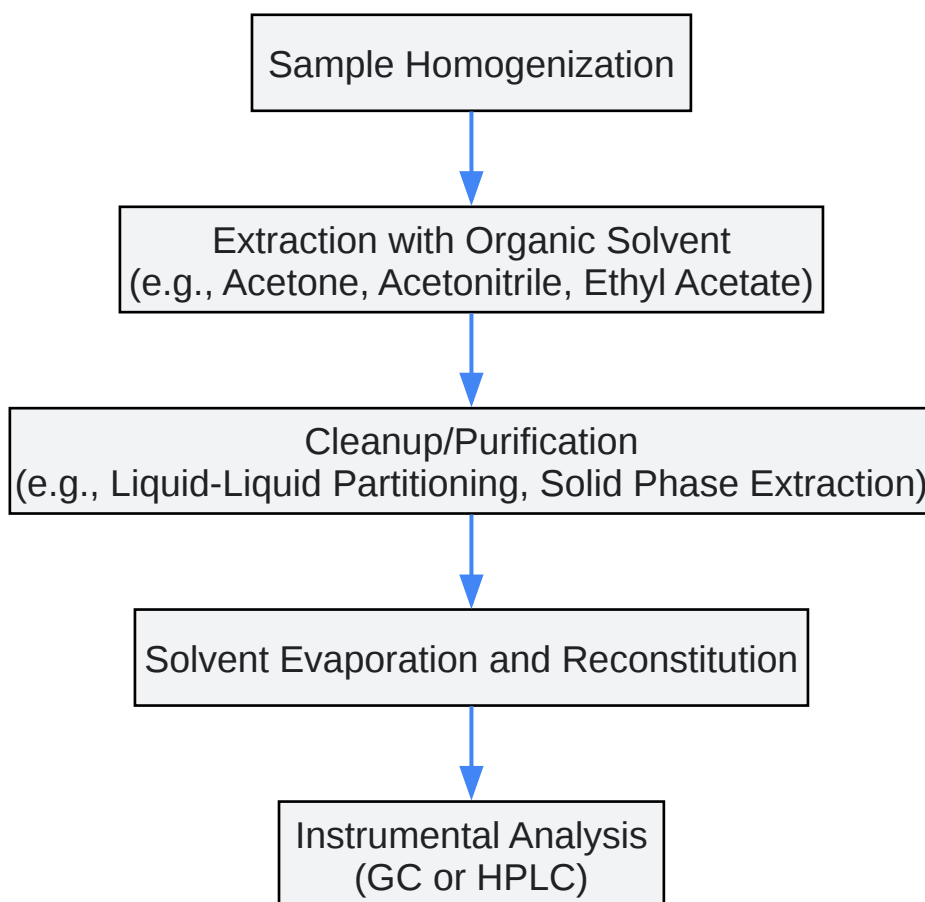 Sample Homogenization
Extraction with Organic Solvent
(e.g., Acetone, Acetonitrile, Ethyl Acetate)
Cleanup/Purification
(e.g., Liquid-Liquid Partitioning, Solid Phase Extraction)
Solvent Evaporation and Reconstitution
Instrumental Analysis
(GC or HPLC)